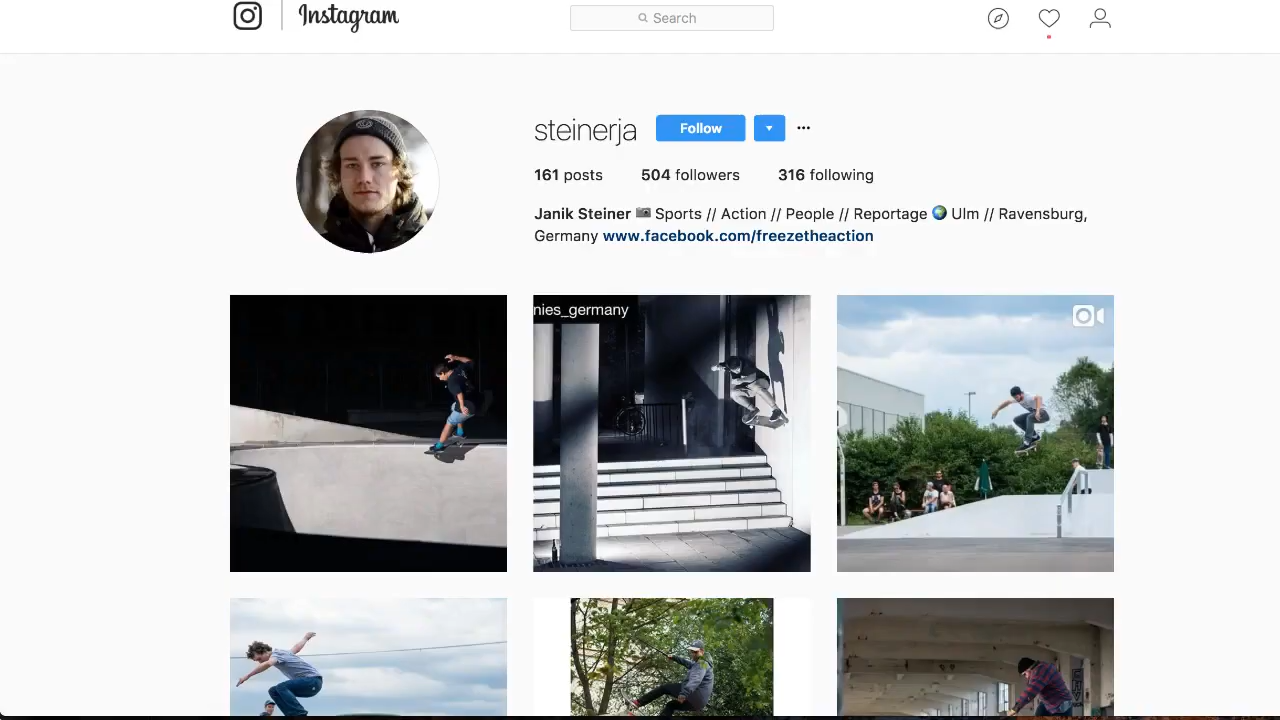 Instagram
Search
steinerja
Follow
161 posts
504 followers
316 following
Janik Steiner 📷 Sports // Action // People // Reportage 🌍 Ulm // Ravensburg,
Germany www.facebook.com/freezetheaction
nies_germany